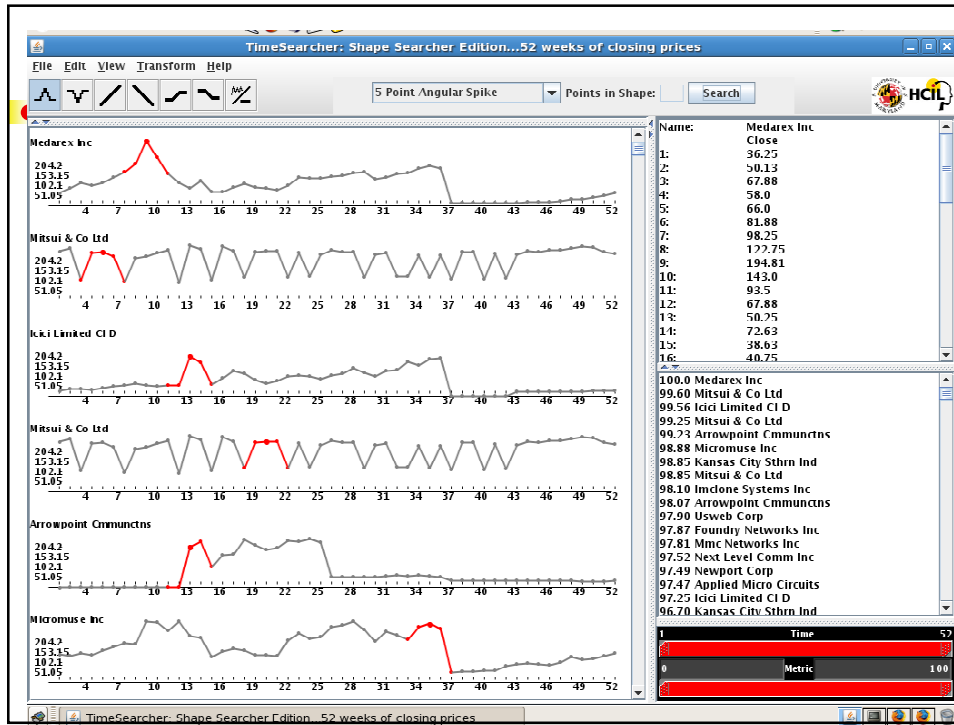 TimeSearcher: Shape Searcher Edition...52 weeks of closing prices
File Edit View Transform Help
5 Point Angular Spike Points in Shape: Search
HCIL
Medarex Inc
204.2
153.15
102.1
51.05
4 7 10 13 16 19 22 25 28 31 34 37 40 43 46 49 52
Mitsui & Co Ltd
204.2
153.15
102.1
51.05
4 7 10 13 16 19 22 25 28 31 34 37 40 43 46 49 52
Icici Limited Cl D
204.2
153.15
102.1
51.05
4 7 10 13 16 19 22 25 28 31 34 37 40 43 46 49 52
Mitsui & Co Ltd
204.2
153.15
102.1
51.05
4 7 10 13 16 19 22 25 28 31 34 37 40 43 46 49 52
Arrowpoint Cmmunctns
204.2
153.15
102.1
51.05
4 7 10 13 16 19 22 25 28 31 34 37 40 43 46 49 52
Micromuse Inc
204.2
153.15
102.1
51.05
4 7 10 13 16 19 22 25 28 31 34 37 40 43 46 49 52
Name: Medarex Inc
Close
1: 36.25
2: 50.13
3: 67.88
4: 58.0
5: 66.0
6: 81.88
7: 98.25
8: 122.75
9: 194.81
10: 143.0
11: 93.5
12: 67.88
13: 50.25
14: 72.63
15: 38.63
16: 40.75
100.0 Medarex Inc
99.60 Mitsui & Co Ltd
99.56 Icici Limited Cl D
99.25 Mitsui & Co Ltd
99.23 Arrowpoint Cmmunctns
98.88 Micromuse Inc
98.85 Kansas City Sthrn Ind
98.85 Mitsui & Co Ltd
98.10 Imclone Systems Inc
98.07 Arrowpoint Cmmunctns
97.90 Usweb Corp
97.87 Foundry Networks Inc
97.81 Mmc Networks Inc
97.52 Next Level Comm Inc
97.49 Newport Corp
97.47 Applied Micro Circuits
97.25 Icici Limited Cl D
96.70 Kansas City Sthrn Ind
1 Time 52
0 Metric 100
TimeSearcher: Shape Searcher Edition...52 weeks of closing prices